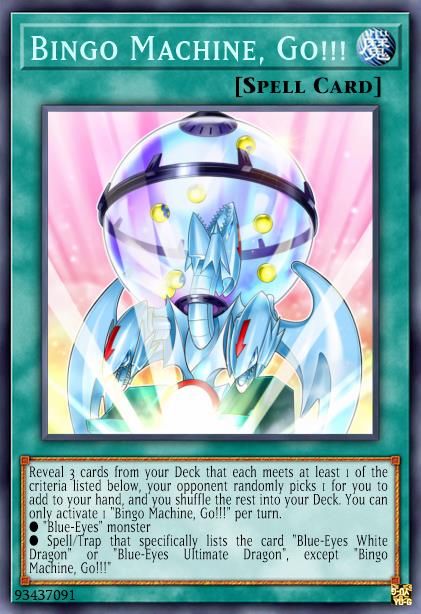 Bingo Machine, Go!!!
[Spell Card]
Reveal 3 cards from your Deck that each meets at least 1 of the
criteria listed below, your opponent randomly picks 1 for you to
add to your hand, and you shuffle the rest into your Deck. You can
only activate 1 "Bingo Machine, Go!!!" per turn.
● "Blue-Eyes" monster
● Spell/Trap that specifically lists the card "Blue-Eyes White
Dragon" or "Blue-Eyes Ultimate Dragon", except "Bingo
Machine, Go!!!"
93437091